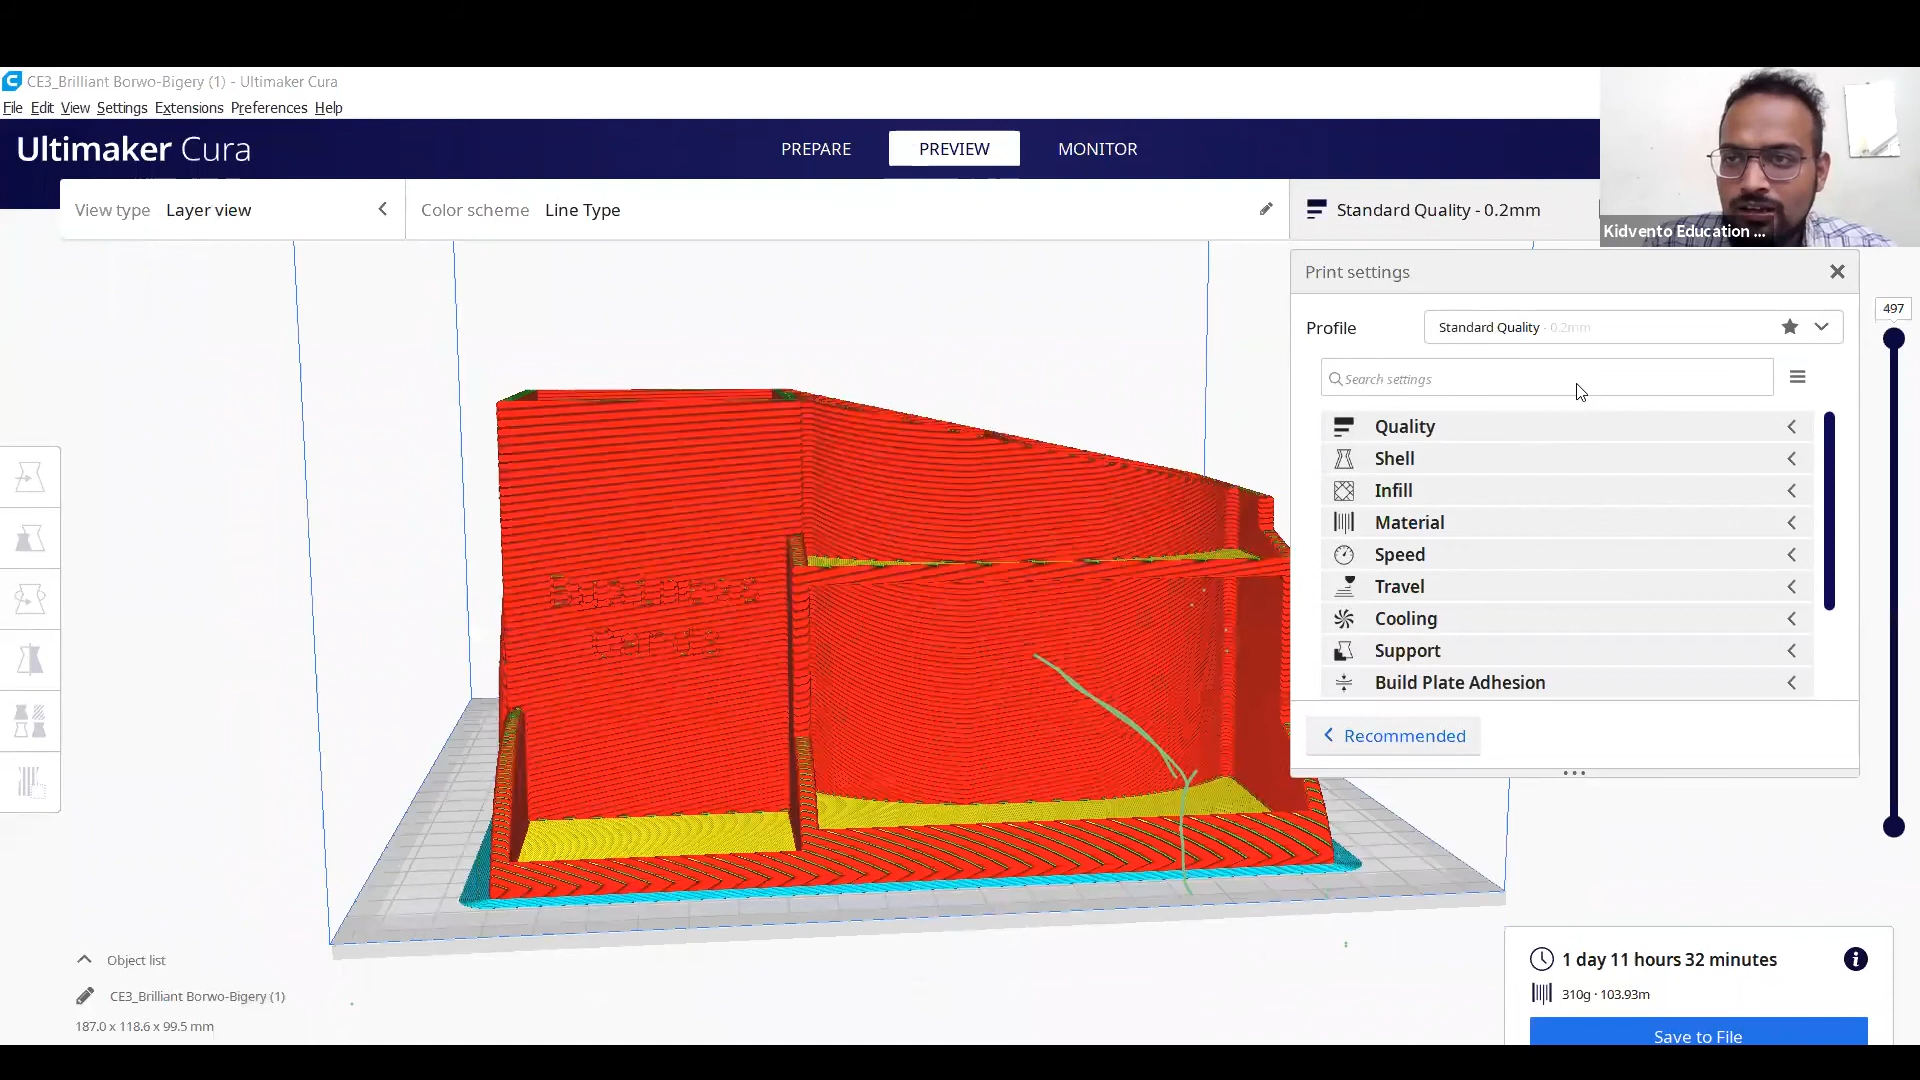 CE3_Brilliant Borwo-Bigery (1) - Ultimaker Cura
File Edit View Settings Extensions Preferences Help
Ultimaker Cura
PREPARE PREVIEW MONITOR
View type Layer view
Color scheme Line Type
Standard Quality - 0.2mm
Kidvento Education ...
Print settings
497
Profile Standard Quality - 0.2mm
Search settings
Quality
Shell
Infill
Material
Speed
Travel
Cooling
Support
Build Plate Adhesion
Recommended
Business
Cards
Object list
CE3_Brilliant Borwo-Bigery (1)
187.0 x 118.6 x 99.5 mm
1 day 11 hours 32 minutes
310g · 103.93m
Save to File